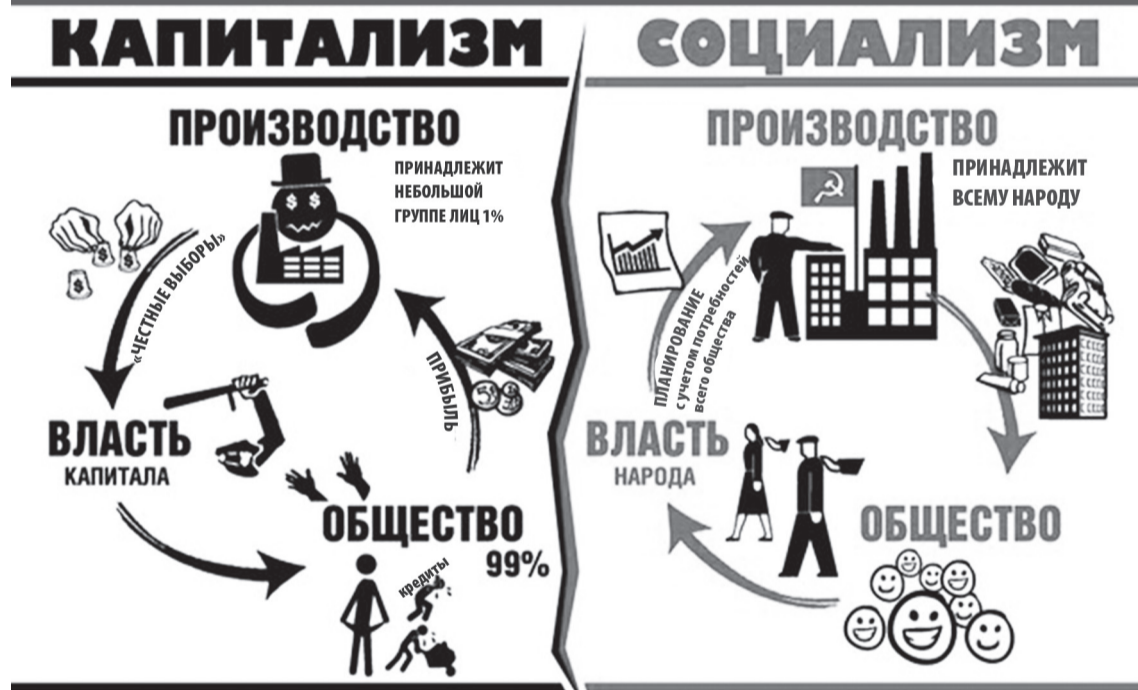 КАПИТАЛИЗМ
ПРОИЗВОДСТВО
ПРИНАДЛЕЖИТ
НЕБОЛЬШОЙ
ГРУППЕ ЛИЦ 1%
$ $
$
$
$
«ЧЕСТНЫЕ ВЫБОРЫ»
ПРИБЫЛЬ
ВЛАСТЬ
КАПИТАЛА
ОБЩЕСТВО
99%
кредиты
СОЦИАЛИЗМ
ПРОИЗВОДСТВО
ПРИНАДЛЕЖИТ
ВСЕМУ НАРОДУ
ПЛАНИРОВАНИЕ
с учетом потребностей
всего общества
ВЛАСТЬ
НАРОДА
ОБЩЕСТВО